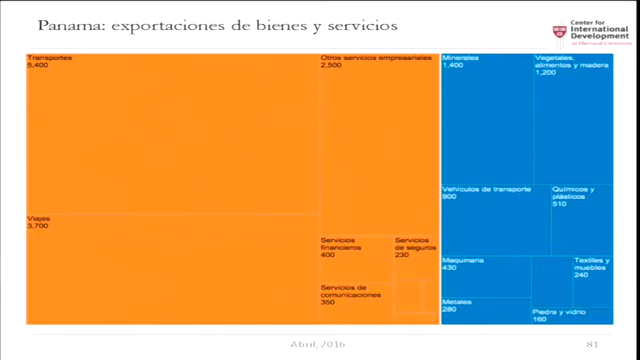 Panama: exportaciones de bienes y servicios
Center for
International
Development
at Harvard University
Transportes
5,400
Otros servicios empresariales
2,500
Minerales
1,400
Vegetales,
alimentos y madera
1,200
Vehículos de transporte
900
Químicos y
plásticos
510
Viajes
3,700
Servicios
financieros
400
Servicios
de seguros
230
Servicios de
comunicaciones
350
Maquinaria
430
Textiles y
muebles
240
Metales
280
Piedra y vidrio
160
Abril, 2016
81